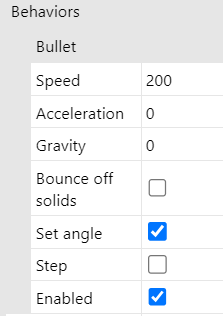 Behaviors
Bullet
Speed 200
Acceleration 0
Gravity 0
Bounce off
solids
Set angle
Step
Enabled